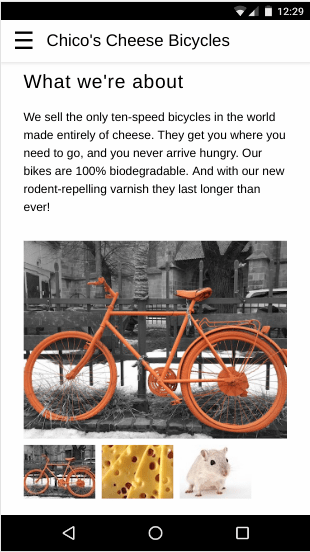 12:29
Chico's Cheese Bicycles
What we're about
We sell the only ten-speed bicycles in the world
made entirely of cheese. They get you where you
need to go, and you never arrive hungry. Our
bikes are 100% biodegradable. And with our new
rodent-repelling varnish they last longer than
ever!